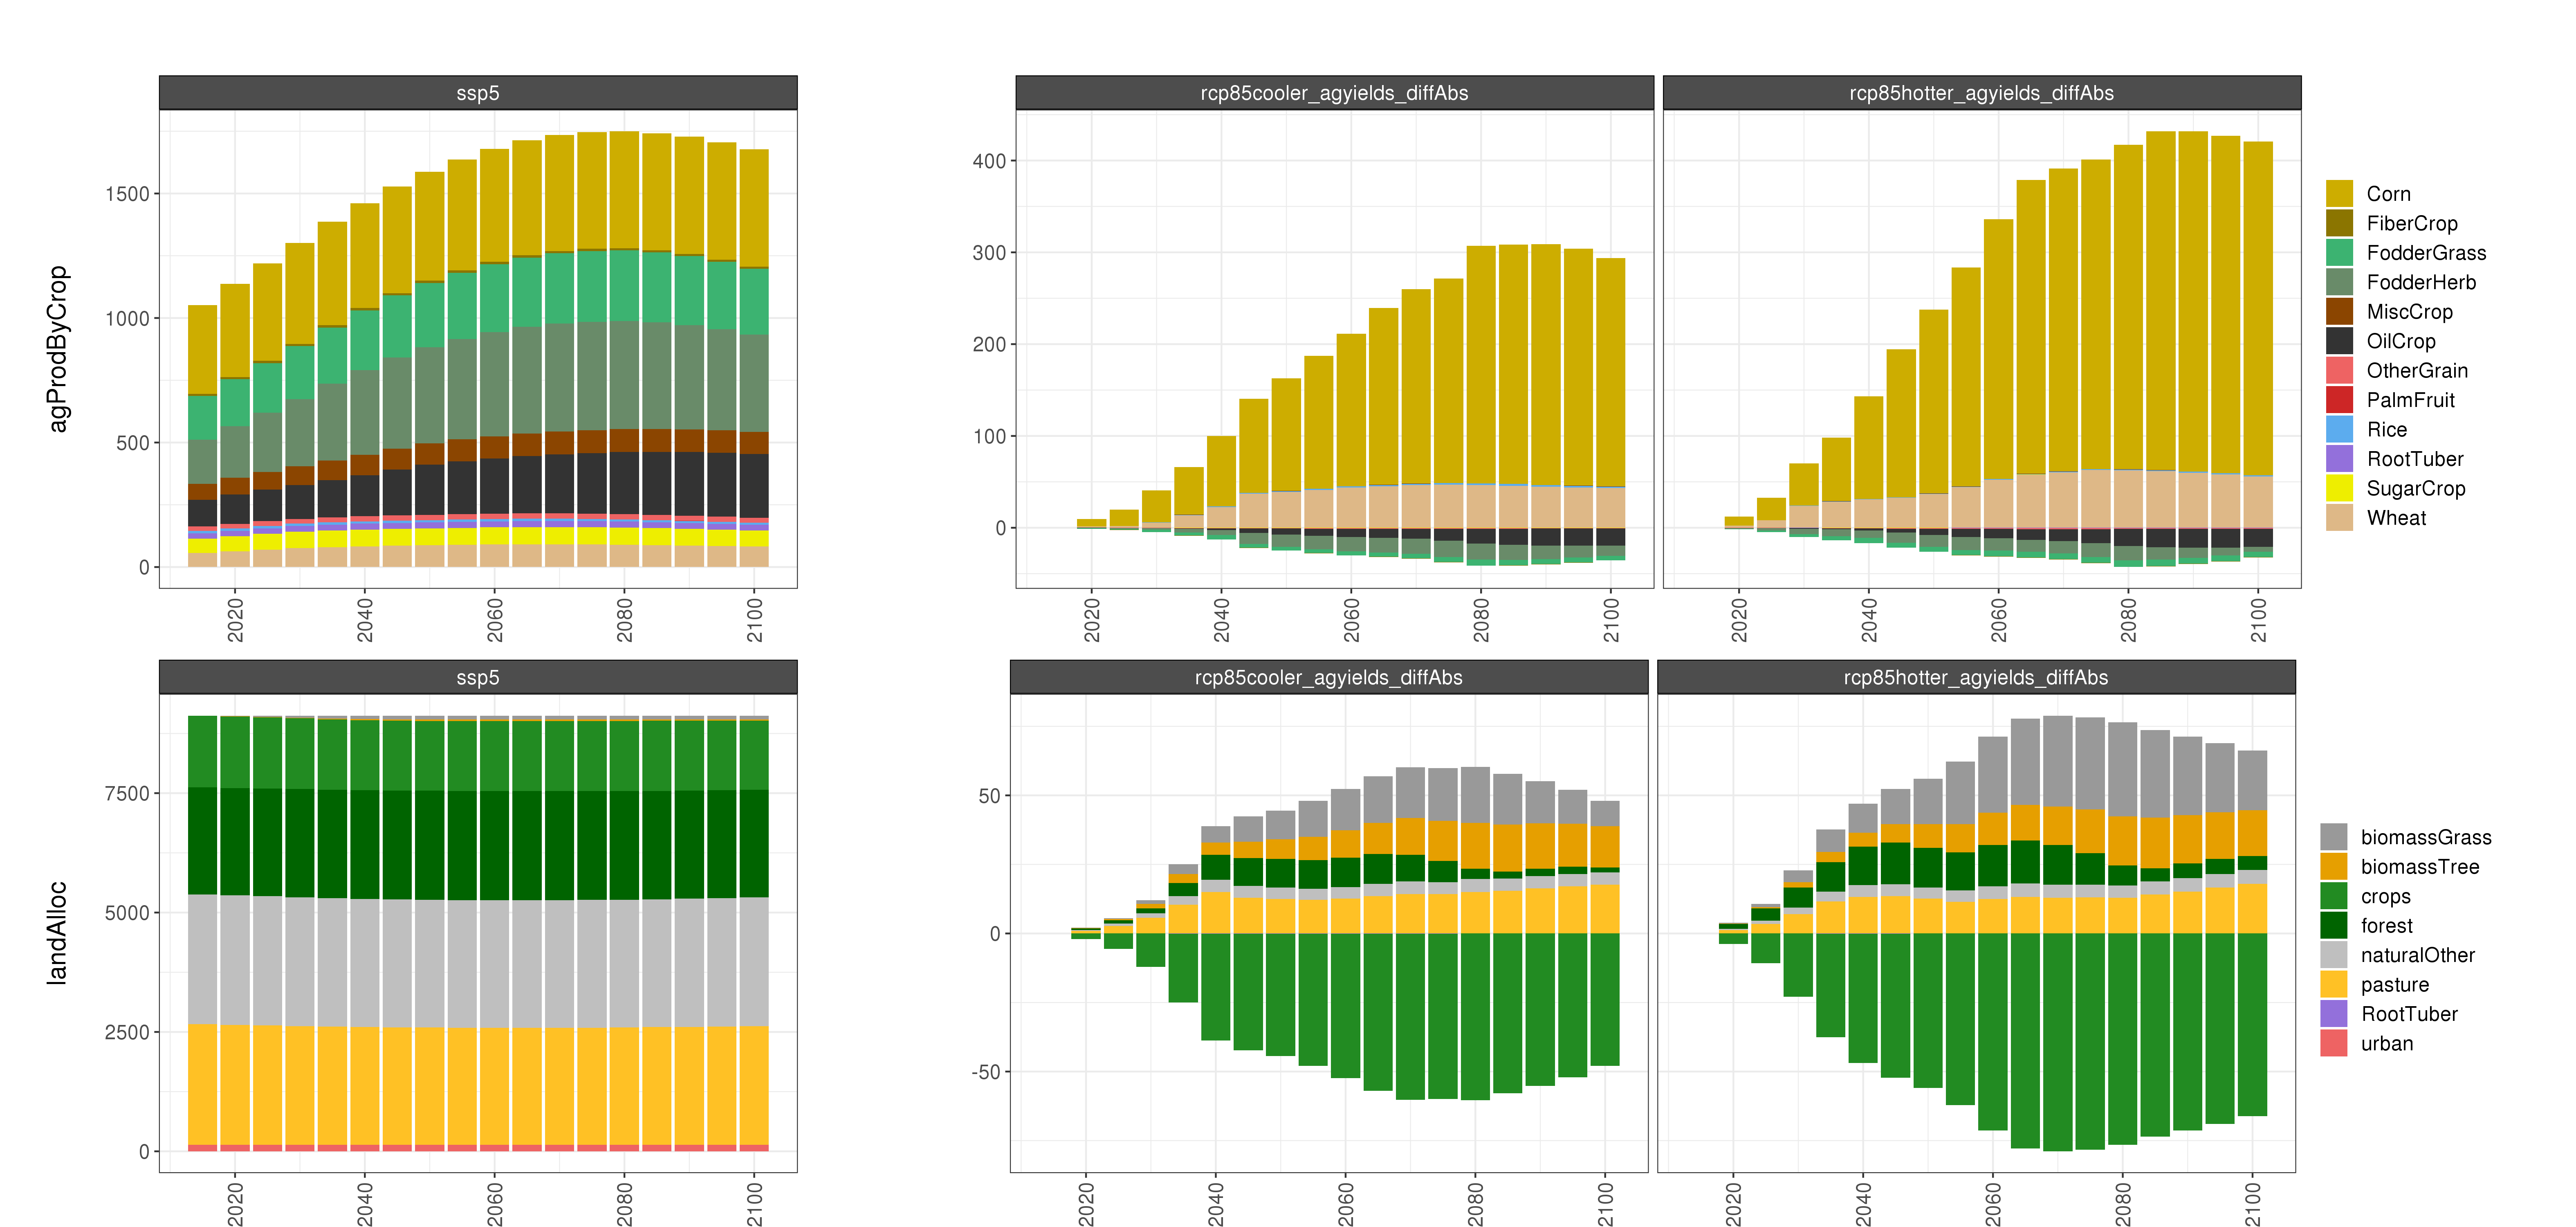 ssp5
rcp85cooler_agyields_diffAbs
rcp85hotter_agyields_diffAbs
agProdByCrop
1500
1000
500
0
400
300
200
100
0
2020
2040
2060
2080
2100
2020
2040
2060
2080
2100
2020
2040
2060
2080
2100
Corn
FiberCrop
FodderGrass
FodderHerb
MiscCrop
OilCrop
OtherGrain
PalmFruit
Rice
RootTuber
SugarCrop
Wheat
ssp5
rcp85cooler_agyields_diffAbs
rcp85hotter_agyields_diffAbs
landAlloc
7500
5000
2500
0
50
0
-50
2020
2040
2060
2080
2100
2020
2040
2060
2080
2100
2020
2040
2060
2080
2100
biomassGrass
biomassTree
crops
forest
naturalOther
pasture
RootTuber
urban